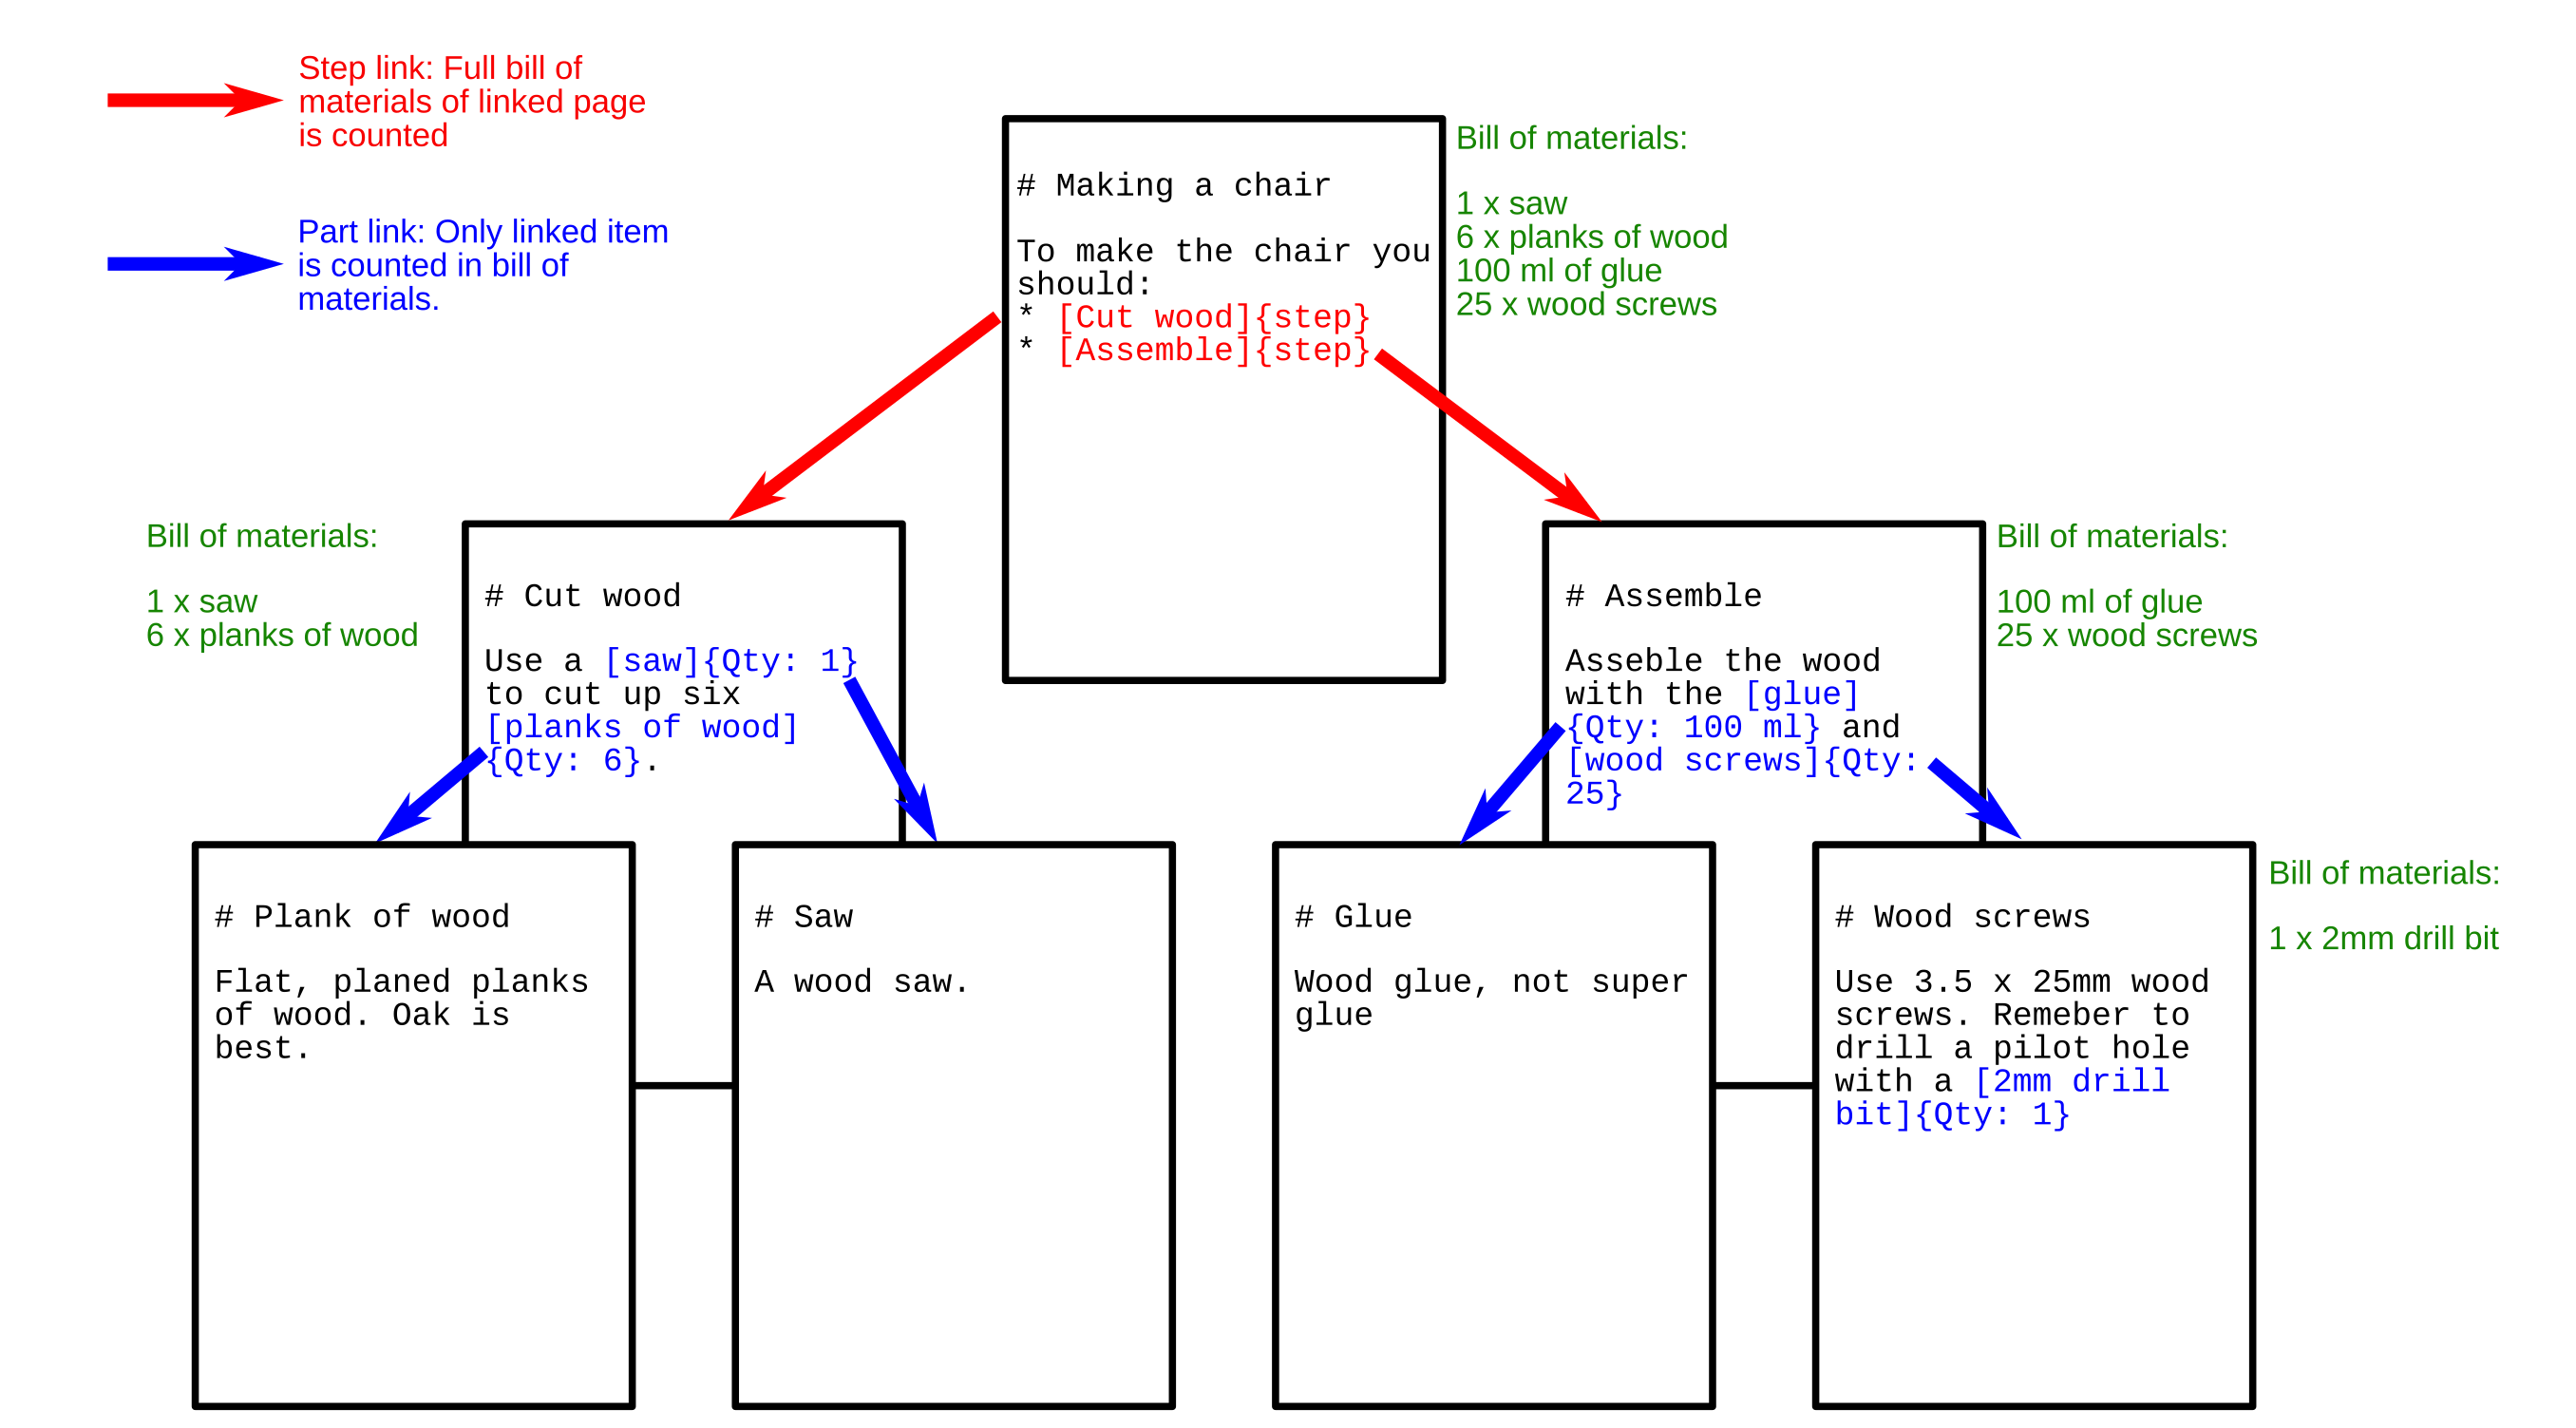 Step link: Full bill of
materials of linked page
is counted
Part link: Only linked item
is counted in bill of
materials.
# Making a chair
To make the chair you
should:
* [Cut wood]{step}
* [Assemble]{step}
Bill of materials:
1 x saw
6 x planks of wood
100 ml of glue
25 x wood screws
Bill of materials:
1 x saw
6 x planks of wood
# Cut wood
Use a [saw]{Qty: 1}
to cut up six
[planks of wood]
{Qty: 6}.
# Assemble
Asseble the wood
with the [glue]
{Qty: 100 ml} and
[wood screws]{Qty:
25}
Bill of materials:
100 ml of glue
25 x wood screws
# Plank of wood
Flat, planed planks
of wood. Oak is
best.
# Saw
A wood saw.
# Glue
Wood glue, not super
glue
# Wood screws
Use 3.5 x 25mm wood
screws. Remeber to
drill a pilot hole
with a [2mm drill
bit]{Qty: 1}
Bill of materials:
1 x 2mm drill bit